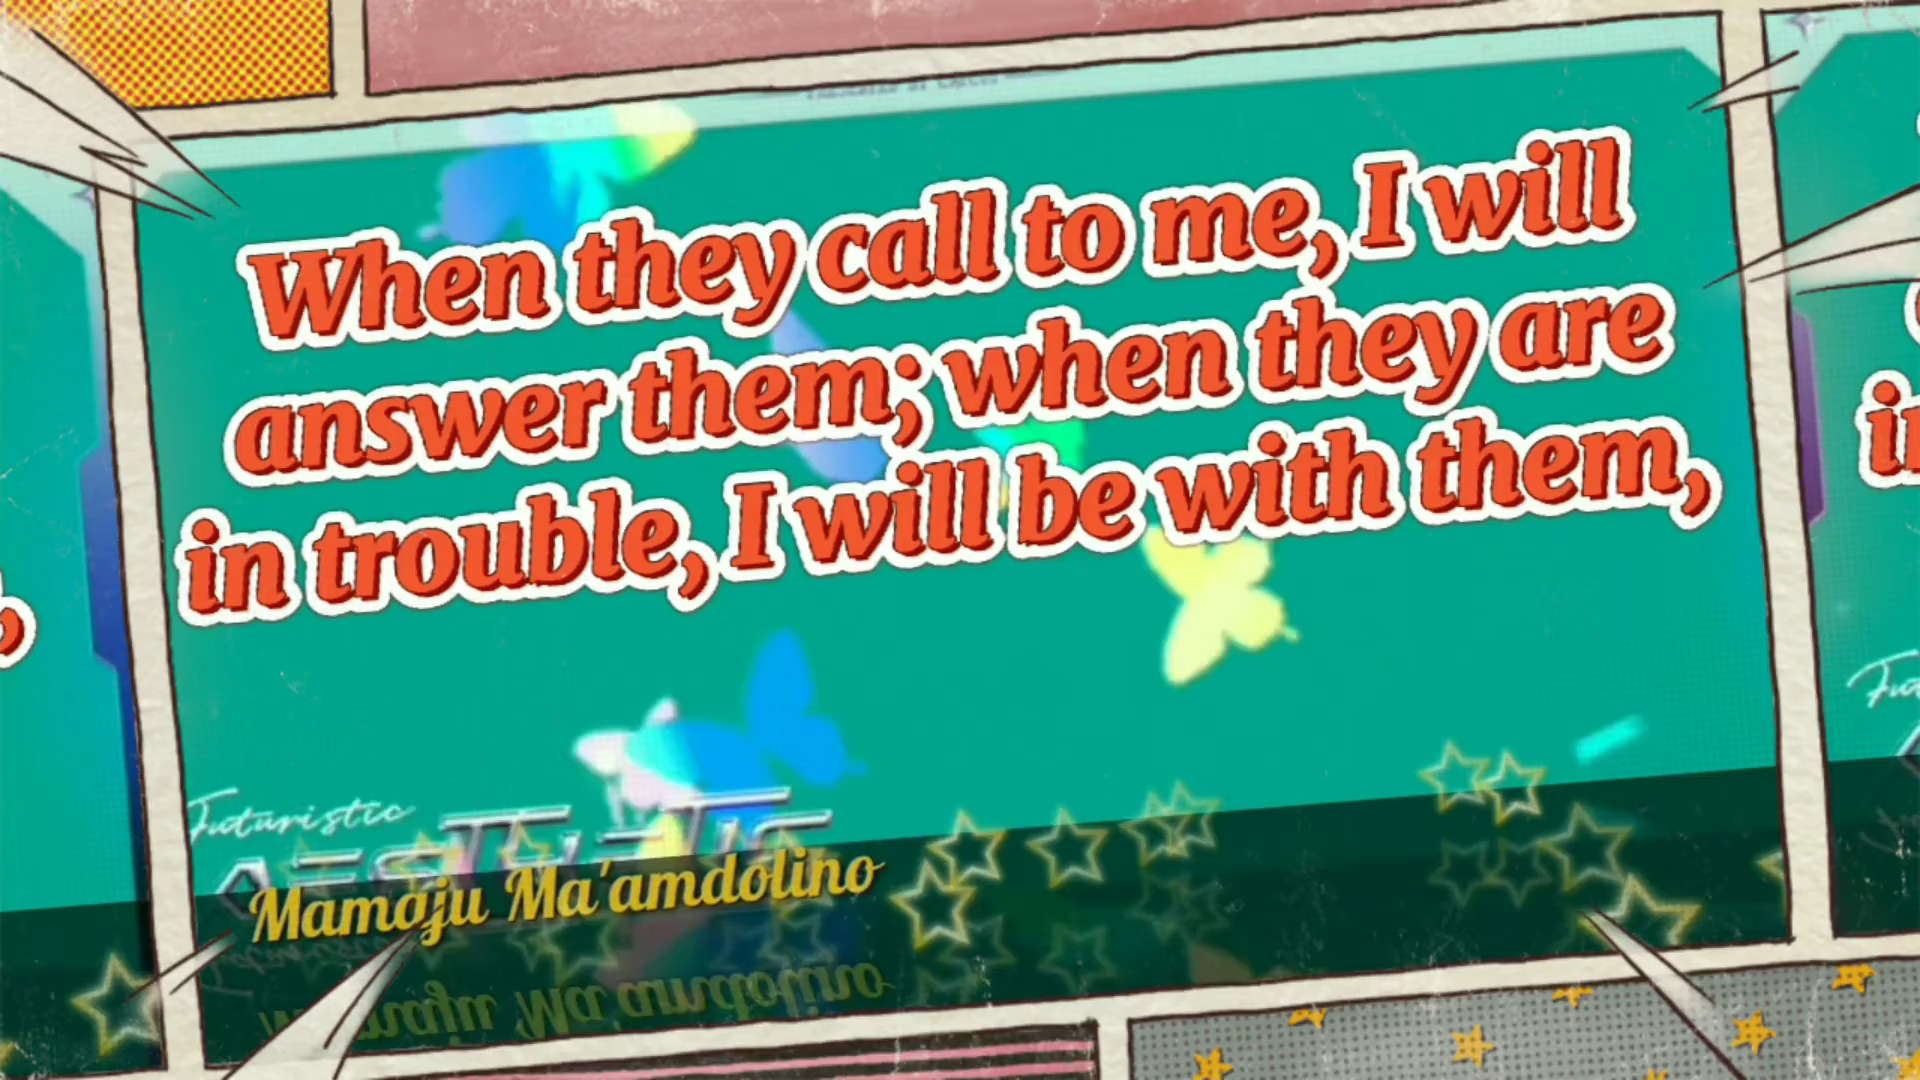 When they call to me, I will
answer them; when they are
in trouble, I will be with them,
Futuristic
AESTHETIC
Mamaju Ma'amdolino